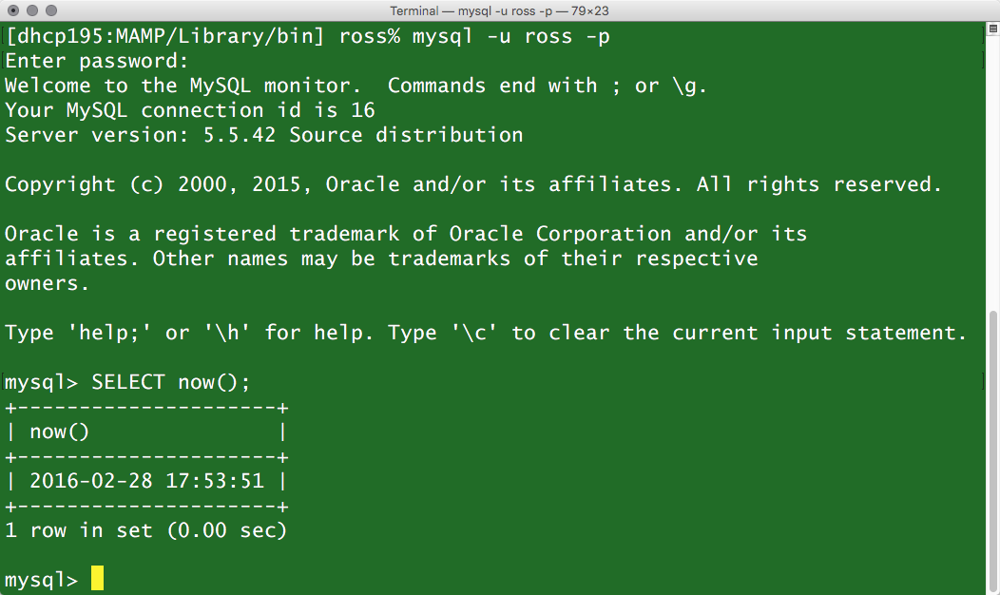 Terminal — mysql -u ross -p — 79×23
[dhcp195:MAMP/Library/bin] ross% mysql -u ross -p
Enter password:
Welcome to the MySQL monitor.  Commands end with ; or \g.
Your MySQL connection id is 16
Server version: 5.5.42 Source distribution

Copyright (c) 2000, 2015, Oracle and/or its affiliates. All rights reserved.

Oracle is a registered trademark of Oracle Corporation and/or its
affiliates. Other names may be trademarks of their respective
owners.

Type 'help;' or '\h' for help. Type '\c' to clear the current input statement.

mysql> SELECT now();
+---------------------+
| now()               |
+---------------------+
| 2016-02-28 17:53:51 |
+---------------------+
1 row in set (0.00 sec)

mysql>